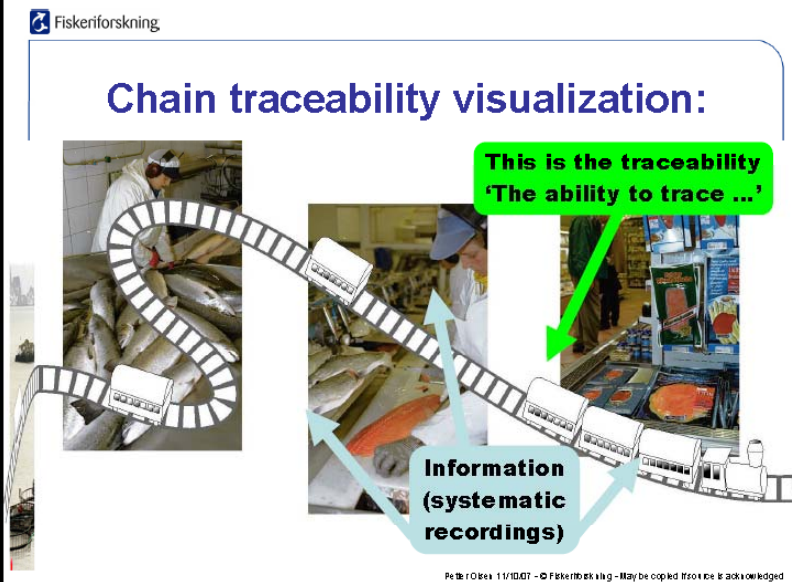 Fiskeriforskning
Chain traceability visualization:
This is the traceability
‘The ability to trace ...’
Information
(systematic
recordings)
Petter Olsen 11/10/07 - © Fiskeriforskning - May be copied if source is acknowledged